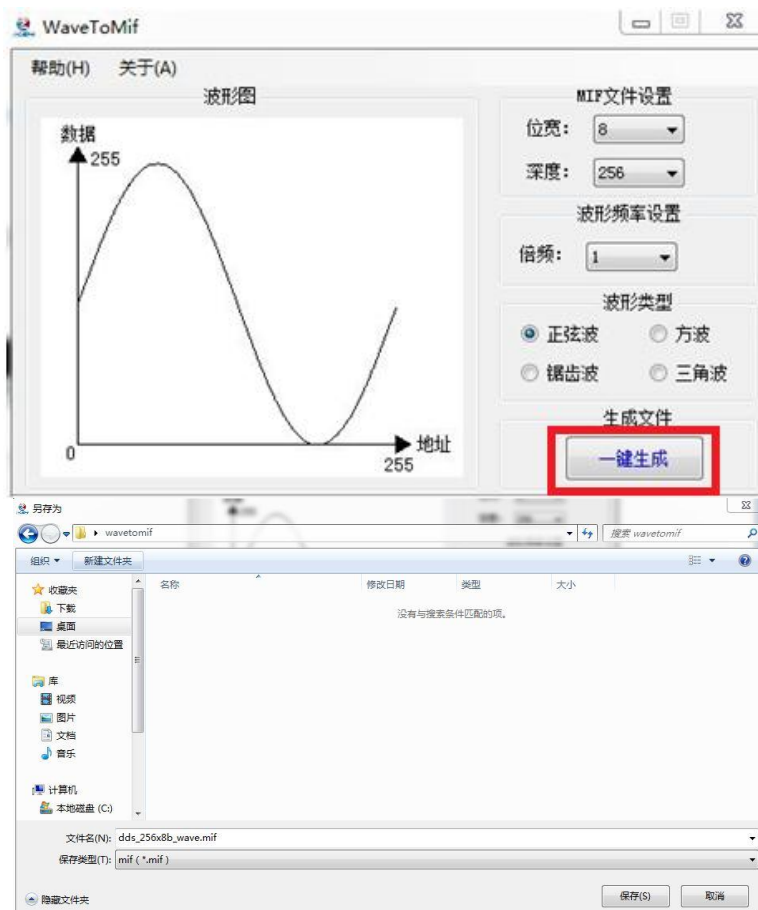 WaveToMif
帮助(H) 关于(A)
波形图
数据
255
0
255
地址
MIF文件设置
位宽： 8
深度： 256
波形频率设置
倍频： 1
波形类型
正弦波 方波
锯齿波 三角波
生成文件
一键生成
另存为
wavetomif 搜索 wavetomif
组织 新建文件夹
收藏夹
下载
桌面
最近访问的位置
库
视频
图片
文档
音乐
计算机
本地磁盘 (C:)
名称 修改日期 类型 大小
没有与搜索条件匹配的项。
文件名(N): dds_256x8b_wave.mif
保存类型(T): mif ( *.mif )
隐藏文件夹 保存(S) 取消